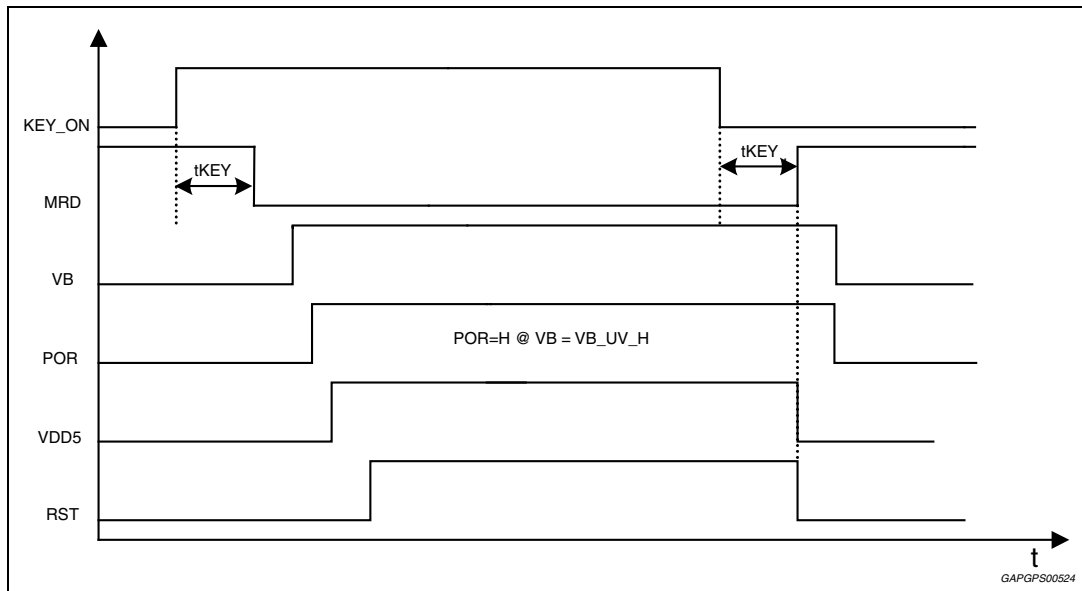 KEY_ON
tKEY
tKEY
MRD
VB
POR=H @ VB = VB_UV_H
POR
VDD5
RST
t
GAPGPS00524